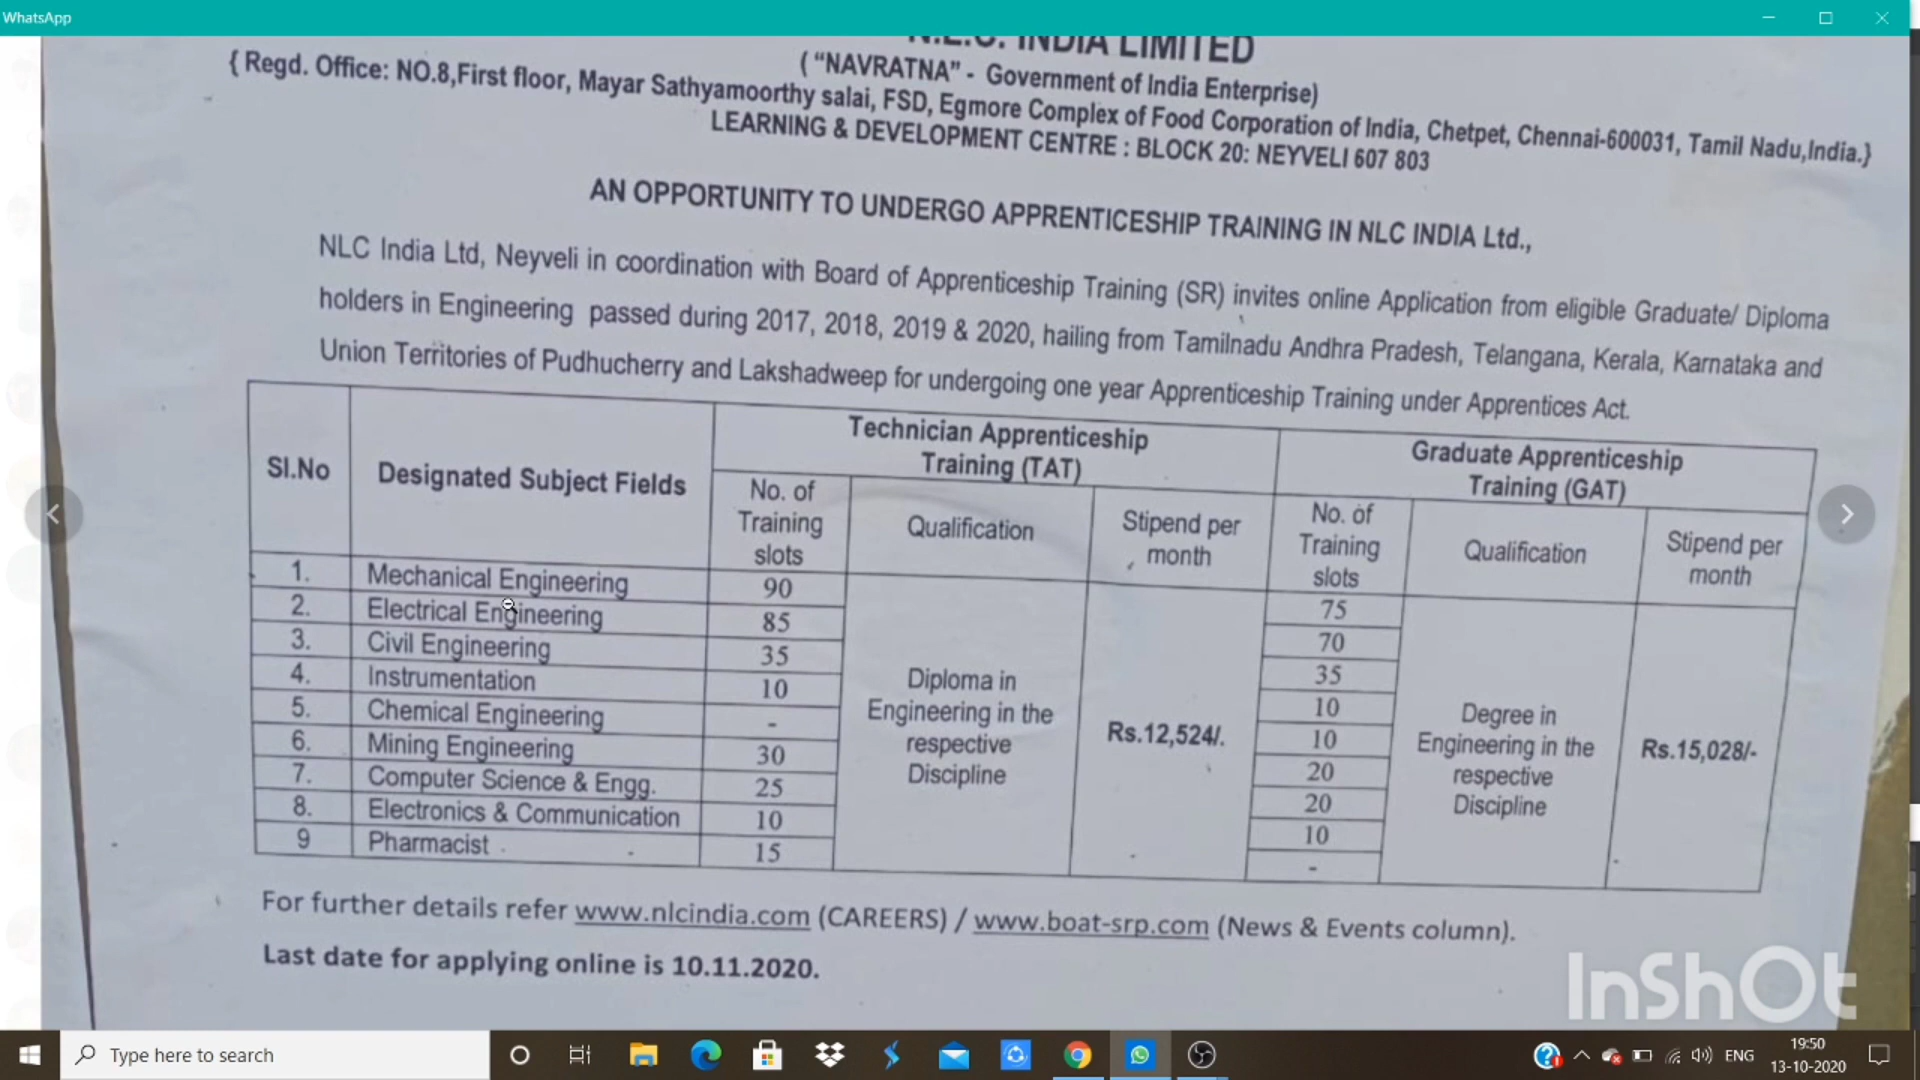 WhatsApp
N.L.C. INDIA LIMITED
( “NAVRATNA” - Government of India Enterprise)
{ Regd. Office: NO.8,First floor, Mayar Sathyamoorthy salai, FSD, Egmore Complex of Food Corporation of India, Chetpet, Chennai-600031, Tamil Nadu,India.}
LEARNING & DEVELOPMENT CENTRE : BLOCK 20: NEYVELI 607 803
AN OPPORTUNITY TO UNDERGO APPRENTICESHIP TRAINING IN NLC INDIA Ltd.,
NLC India Ltd, Neyveli in coordination with Board of Apprenticeship Training (SR) invites online Application from eligible Graduate/ Diploma
holders in Engineering passed during 2017, 2018, 2019 & 2020, hailing from Tamilnadu Andhra Pradesh, Telangana, Kerala, Karnataka and
Union Territories of Pudhucherry and Lakshadweep for undergoing one year Apprenticeship Training under Apprentices Act.
Sl.No Designated Subject Fields
Technician Apprenticeship
Training (TAT)
Graduate Apprenticeship
Training (GAT)
No. of
Training
slots
Qualification
Stipend per
month
No. of
Training
slots
Qualification
Stipend per
month
1. Mechanical Engineering 90 75
2. Electrical Engineering 85 70
3. Civil Engineering 35 35
4. Instrumentation 10 10
5. Chemical Engineering - 10
6. Mining Engineering 30 20
7. Computer Science & Engg. 25 20
8. Electronics & Communication 10 10
9 Pharmacist 15 -
Diploma in
Engineering in the
respective
Discipline
Rs.12,524/.
Degree in
Engineering in the
respective
Discipline
Rs.15,028/-
For further details refer www.nlcindia.com (CAREERS) / www.boat-srp.com (News & Events column).
Last date for applying online is 10.11.2020.
InShOt
Type here to search
ENG
19:50
13-10-2020